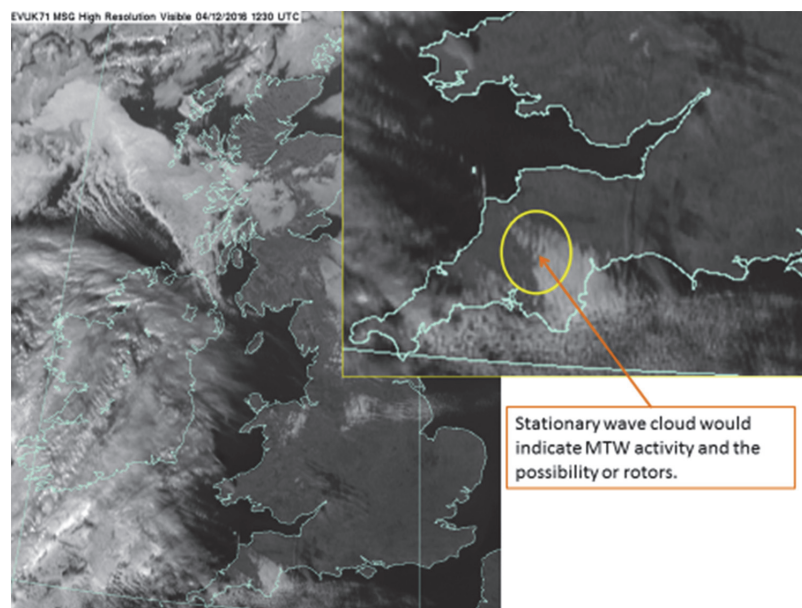 EVUK71 MSG High Resolution Visible 04/12/2016 1230 UTC
Stationary wave cloud would
indicate MTW activity and the
possibility or rotors.